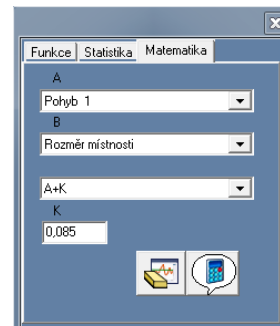 Funkce Statistika Matematika
A
Pohyb 1
B
Rozměr místnosti
A+K
K
0,085